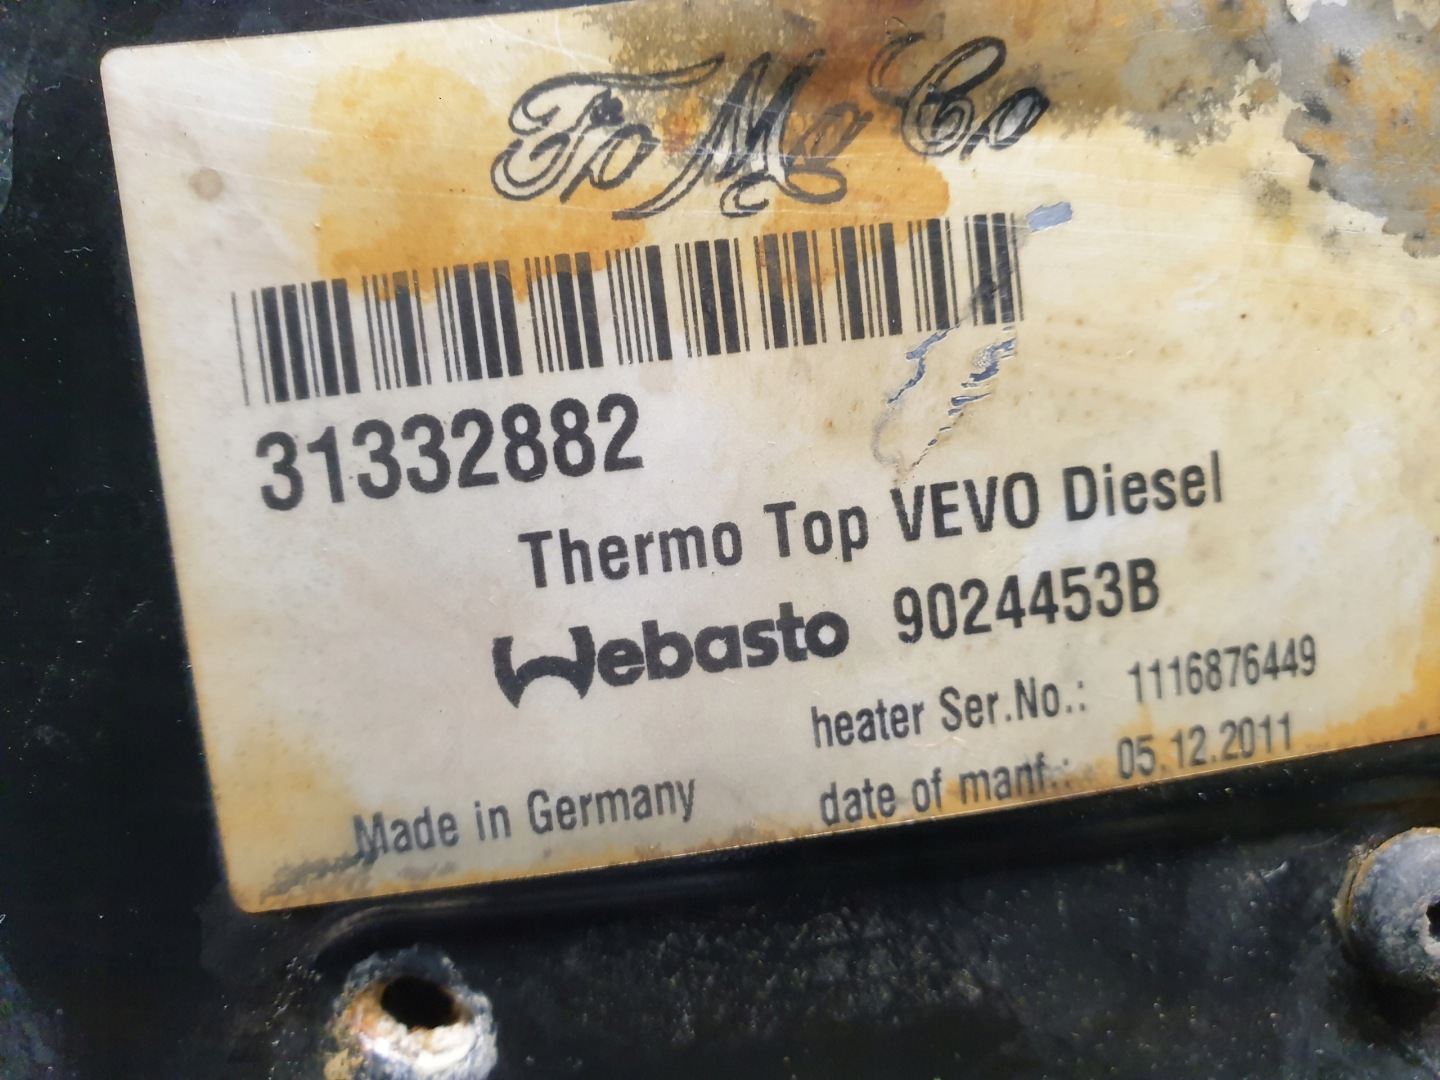 FoMoCo
31332882
Thermo Top VEVO Diesel
Webasto 9024453B
heater Ser.No.: 1116876449
Made in Germany date of manf.: 05.12.2011